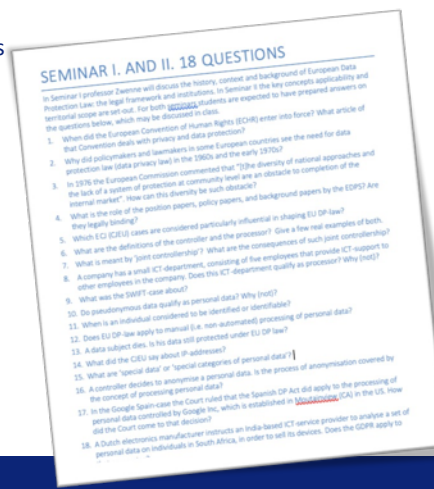 s
SEMINAR I. AND II. 18 QUESTIONS
In Seminar I professor Zwenne will discuss the history, context and background of European Data
Protection Law: the legal framework and institutions. In Seminar II the key concepts applicability and
territorial scope are set-out. For both seminars students are expected to have prepared answers on
the questions below, which may be discussed in class.
1. When did the European Convention of Human Rights (ECHR) enter into force? What article of
that Convention deals with privacy and data protection?
2. Why did policymakers and lawmakers in some European countries see the need for data
protection law (data privacy law) in the 1960s and the early 1970s?
3. In 1976 the European Commission commented that "[t]he diversity of national approaches and
the lack of a system of protection at community level are an obstacle to completion of the
internal market". How can this diversity be such obstacle?
4. What is the role of the position papers, policy papers, and background papers by the EDPS? Are
they legally binding?
5. Which ECJ (CJEU) cases are considered particularly influential in shaping EU DP-law?
6. What are the definitions of the controller and the processor? Give a few real examples of both.
7. What is meant by 'joint controllership'? What are the consequences of such joint controllership?
8. A company has a small ICT-department, consisting of five employees that provide ICT-support to
other employees in the company. Does this ICT-department qualify as processor? Why (not)?
9. What was the SWIFT-case about?
10. Do pseudonymous data qualify as personal data? Why (not)?
11. When is an individual considered to be identified or identifiable?
12. Does EU DP-law apply to manual (i.e. non-automated) processing of personal data?
13. A data subject dies. Is his data still protected under EU DP law?
14. What did the CJEU say about IP-addresses?
15. What are 'special data' or 'special categories of personal data'?
16. A controller decides to anonymise a personal data. Is the process of anonymisation covered by
the concept of processing personal data?
17. In the Google Spain-case the Court ruled that the Spanish DP Act did apply to the processing of
personal data controlled by Google Inc, which is established in Moutainview (CA) in the US. How
did the Court come to that decision?
18. A Dutch electronics manufacturer instructs an India-based ICT-service provider to analyse a set of
personal data on individuals in South Africa, in order to sell its devices. Does the GDPR apply to